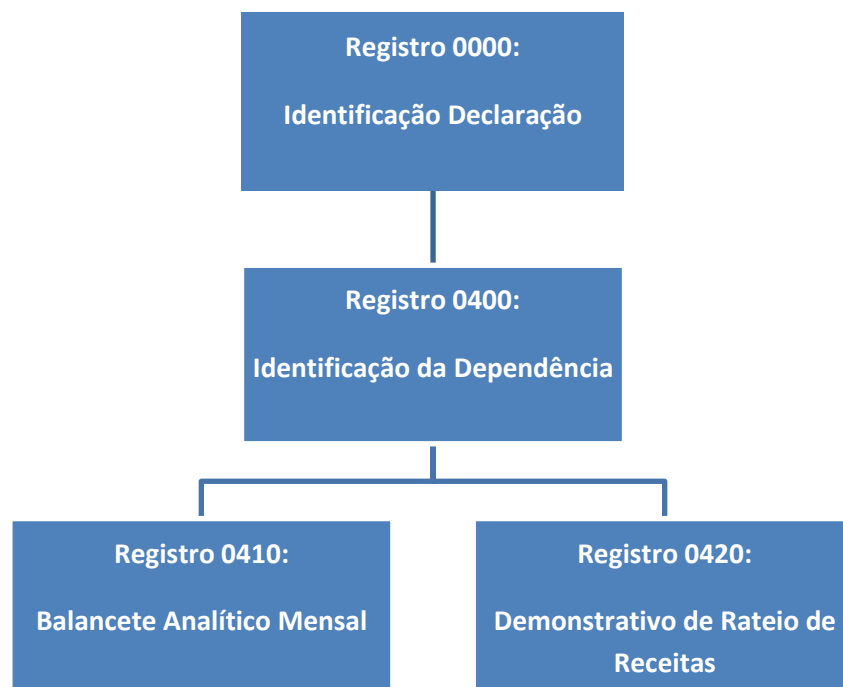 Registro 0000:
Identificação Declaração
Registro 0400:
Identificação da Dependência
Registro 0410:
Balancete Analítico Mensal
Registro 0420:
Demonstrativo de Rateio de
Receitas